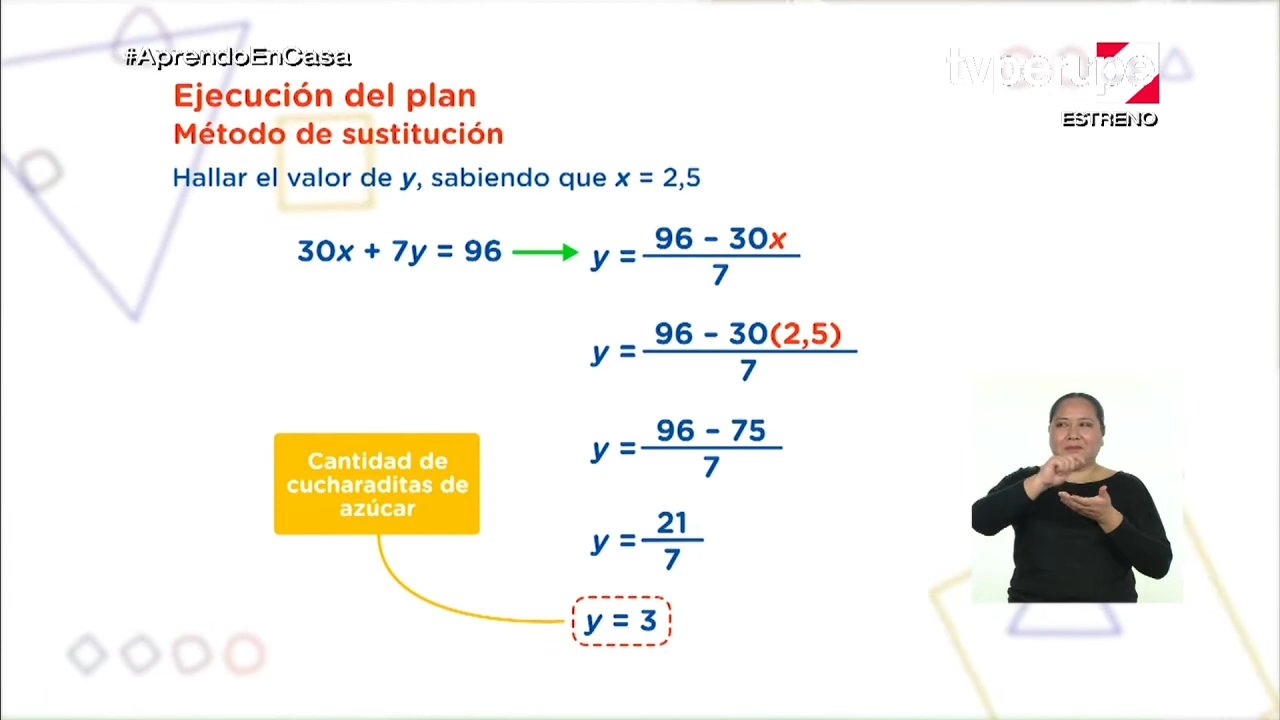 #AprendoEnCasa
tvperu
ESTRENO
Ejecución del plan
Método de sustitución
Hallar el valor de y, sabiendo que x = 2,5
30x + 7y = 96
y = 96 – 30x / 7
y = 96 – 30(2,5) / 7
y = 96 – 75 / 7
y = 21 / 7
y = 3
Cantidad de
cucharaditas de
azúcar